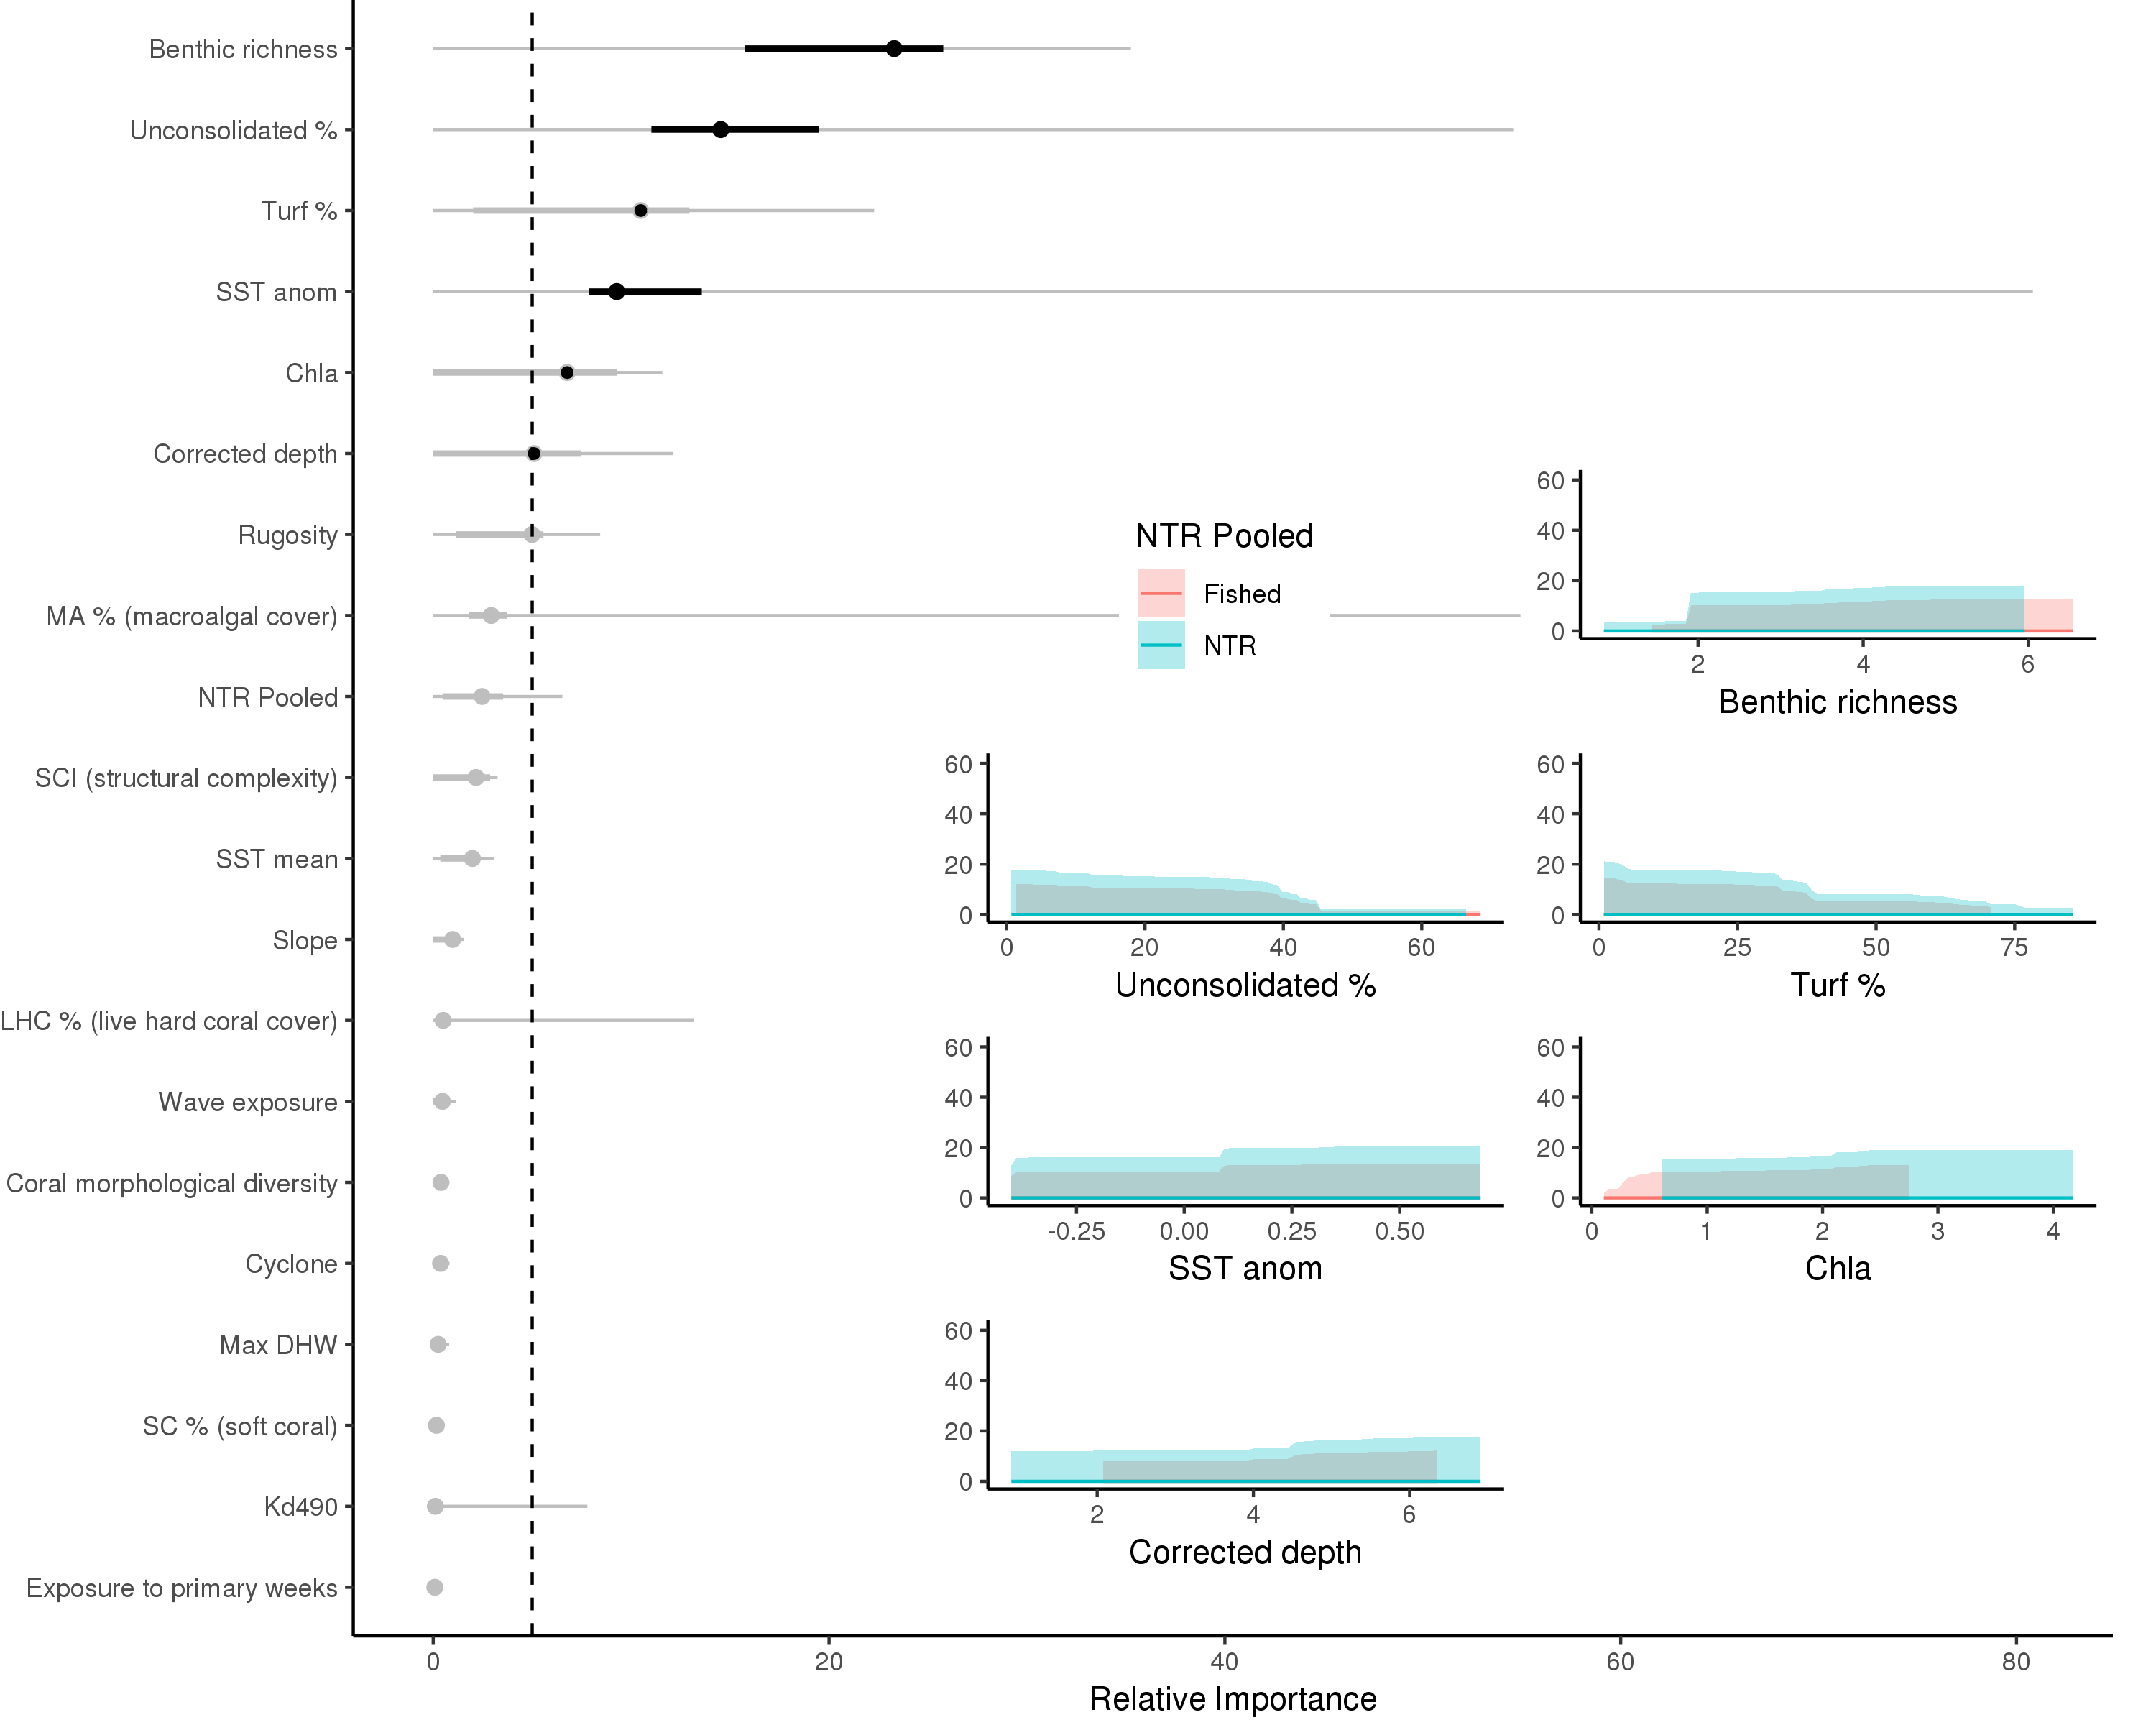 Benthic richness
Unconsolidated %
Turf %
SST anom
Chla
Corrected depth
Rugosity
MA % (macroalgal cover)
NTR Pooled
SCI (structural complexity)
SST mean
Slope
LHC % (live hard coral cover)
Wave exposure
Coral morphological diversity
Cyclone
Max DHW
SC % (soft coral)
Kd490
Exposure to primary weeks
0 20 40 60 80
Relative Importance
NTR Pooled
Fished
NTR
60
40
20
0
2 4 6
Benthic richness
60
40
20
0
0 20 40 60
Unconsolidated %
60
40
20
0
0 25 50 75
Turf %
60
40
20
0
-0.25 0.00 0.25 0.50
SST anom
60
40
20
0
0 1 2 3 4
Chla
60
40
20
0
2 4 6
Corrected depth